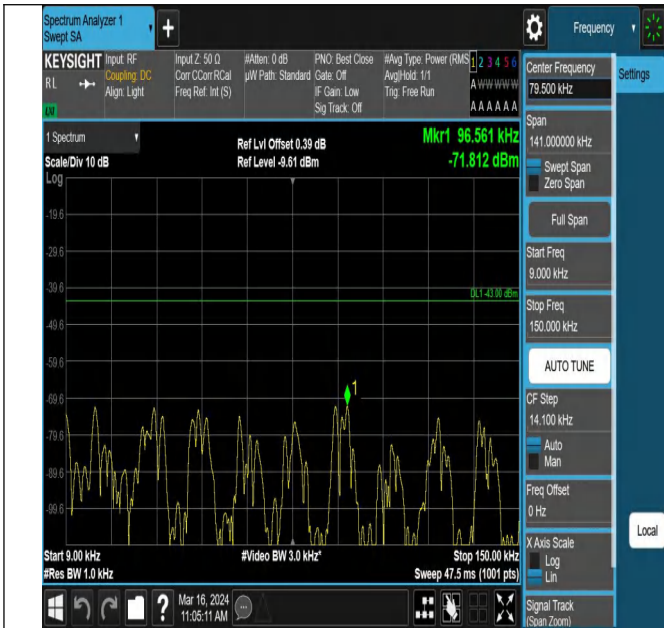 Spectrum Analyzer 1
Swept SA
+
Frequency
KEYSIGHT
RL
LXI
Input: RF
Coupling: DC
Align: Light
Input Z: 50 Ω
Corr CCorr RCal
Freq Ref: Int (S)
#Atten: 0 dB
µW Path: Standard
PNO: Best Close
Gate: Off
IF Gain: Low
Sig Track: Off
#Avg Type: Power (RMS
Avg|Hold: 1/1
Trig: Free Run
1 2 3 4 5 6
A W W W W W
A A A A A A
1 Spectrum
Ref Lvl Offset 0.39 dB
Mkr1 96.561 kHz
Scale/Div 10 dB
Ref Level -9.61 dBm
-71.812 dBm
Log
-19.6
-29.6
-39.6
DL1 -43.00 dBm
-49.6
-59.6
-69.6
1
-79.6
-89.6
-99.6
Start 9.00 kHz
#Video BW 3.0 kHz*
Stop 150.00 kHz
#Res BW 1.0 kHz
Sweep 47.5 ms (1001 pts)
Mar 16, 2024
11:05:11 AM
?
Center Frequency
79.500 kHz
Settings
Span
141.000000 kHz
Swept Span
Zero Span
Full Span
Start Freq
9.000 kHz
Stop Freq
150.000 kHz
AUTO TUNE
CF Step
14.100 kHz
Auto
Man
Freq Offset
0 Hz
X Axis Scale
Log
Lin
Local
Signal Track
(Span Zoom)